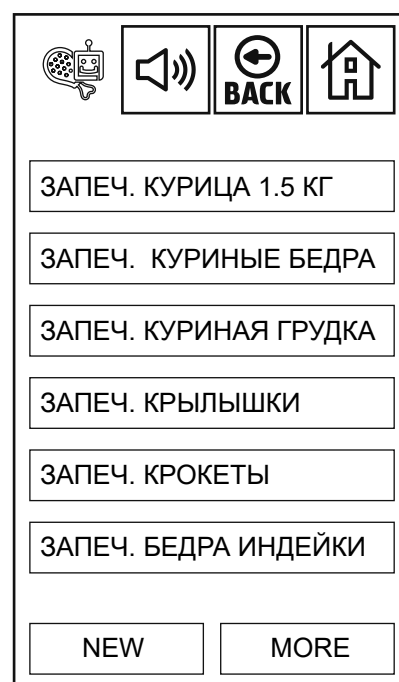 BACK
ЗАПЕЧ. КУРИЦА 1.5 КГ
ЗАПЕЧ. КУРИНЫЕ БЕДРА
ЗАПЕЧ. КУРИНАЯ ГРУДКА
ЗАПЕЧ. КРЫЛЫШКИ
ЗАПЕЧ. КРОКЕТЫ
ЗАПЕЧ. БЕДРА ИНДЕЙКИ
NEW
MORE